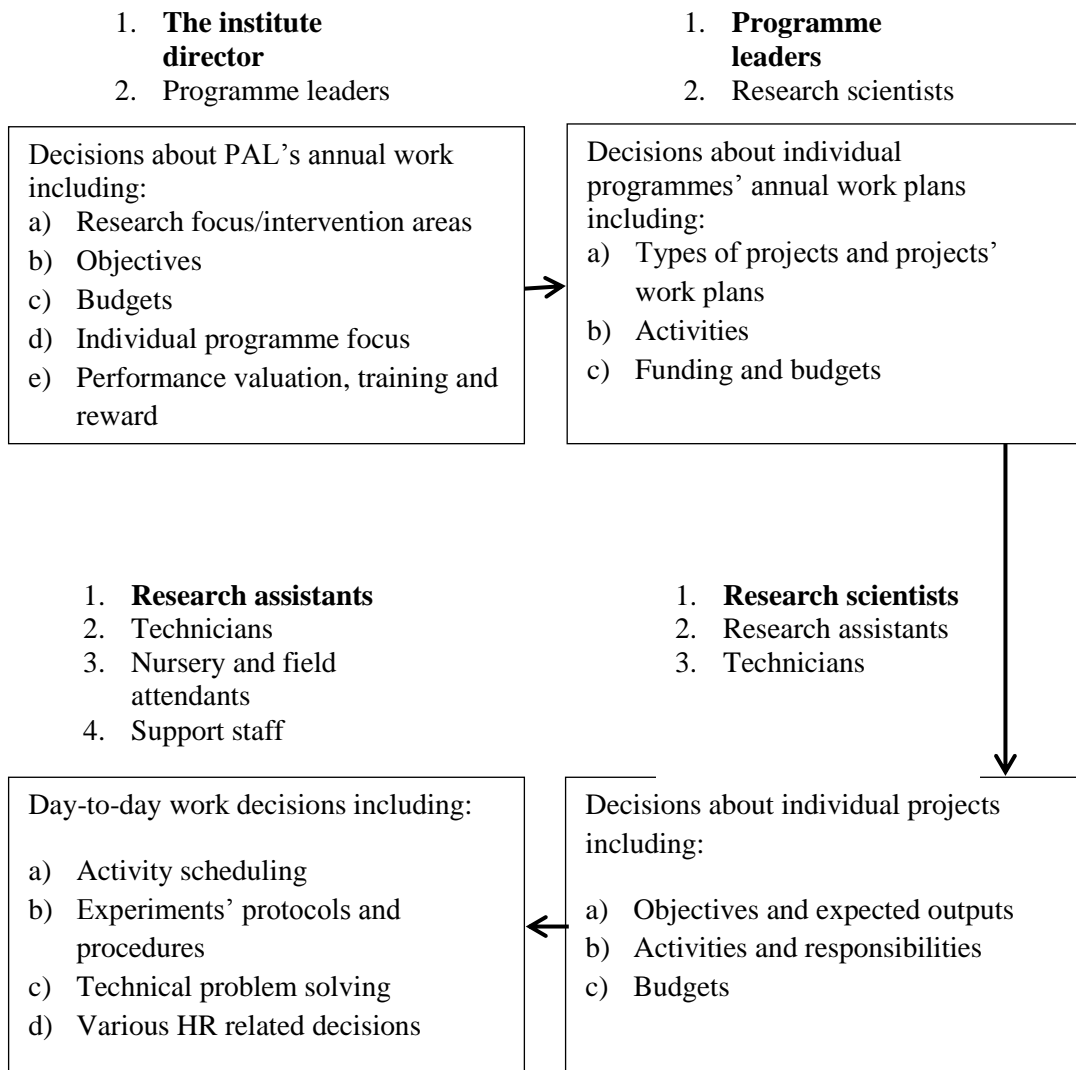 1. The institute
director
2. Programme leaders
Decisions about PAL’s annual work
including:
a) Research focus/intervention areas
b) Objectives
c) Budgets
d) Individual programme focus
e) Performance valuation, training and
reward
1. Programme
leaders
2. Research scientists
Decisions about individual
programmes’ annual work plans
including:
a) Types of projects and projects’
work plans
b) Activities
c) Funding and budgets
1. Research assistants
2. Technicians
3. Nursery and field
attendants
4. Support staff
Day-to-day work decisions including:
a) Activity scheduling
b) Experiments’ protocols and
procedures
c) Technical problem solving
d) Various HR related decisions
1. Research scientists
2. Research assistants
3. Technicians
Decisions about individual projects
including:
a) Objectives and expected outputs
b) Activities and responsibilities
c) Budgets